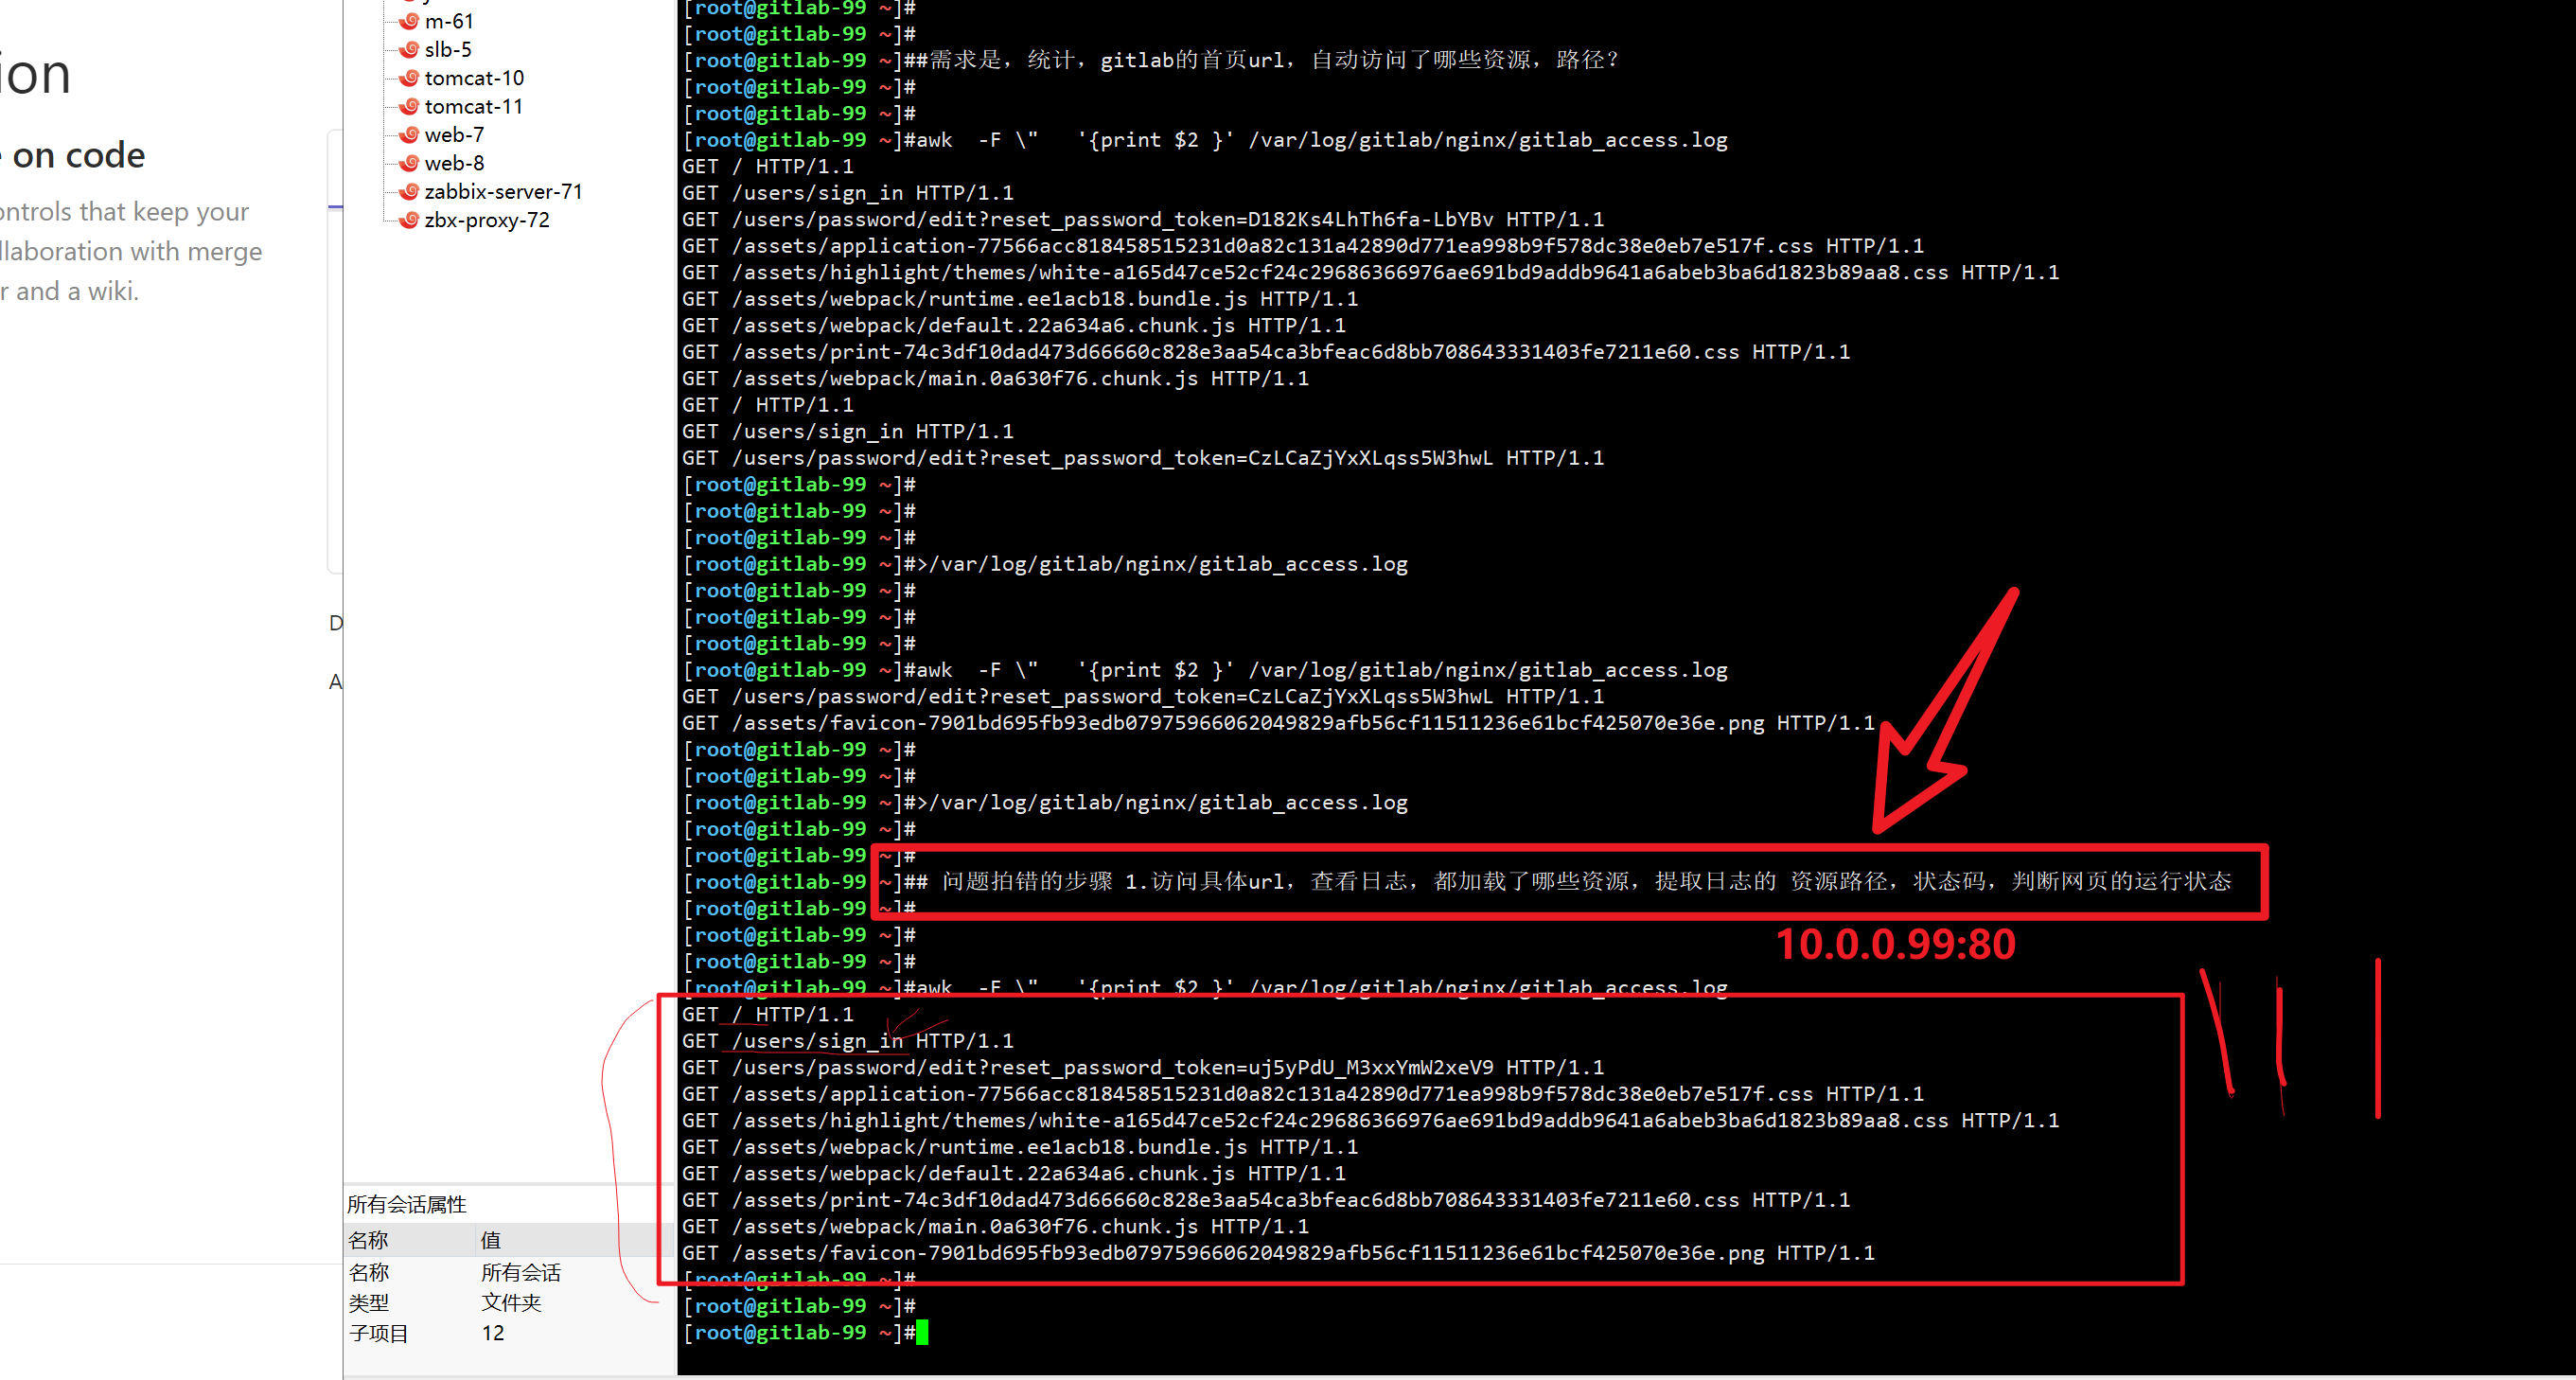 ion
on code
ontrols that keep your
llaboration with merge
r and a wiki.
D
A
m-61
slb-5
tomcat-10
tomcat-11
web-7
web-8
zabbix-server-71
zbx-proxy-72
所有会话属性
名称 值
名称 所有会话
类型 文件夹
子项目 12
[root@gitlab-99 ~]#
[root@gitlab-99 ~]#
[root@gitlab-99 ~]##需求是，统计，gitlab的首页url，自动访问了哪些资源，路径？
[root@gitlab-99 ~]#
[root@gitlab-99 ~]#
[root@gitlab-99 ~]#awk  -F \"   '{print $2 }' /var/log/gitlab/nginx/gitlab_access.log
GET / HTTP/1.1
GET /users/sign_in HTTP/1.1
GET /users/password/edit?reset_password_token=D182Ks4LhTh6fa-LbYBv HTTP/1.1
GET /assets/application-77566acc818458515231d0a82c131a42890d771ea998b9f578dc38e0eb7e517f.css HTTP/1.1
GET /assets/highlight/themes/white-a165d47ce52cf24c29686366976ae691bd9addb9641a6abeb3ba6d1823b89aa8.css HTTP/1.1
GET /assets/webpack/runtime.ee1acb18.bundle.js HTTP/1.1
GET /assets/webpack/default.22a634a6.chunk.js HTTP/1.1
GET /assets/print-74c3df10dad473d66660c828e3aa54ca3bfeac6d8bb708643331403fe7211e60.css HTTP/1.1
GET /assets/webpack/main.0a630f76.chunk.js HTTP/1.1
GET / HTTP/1.1
GET /users/sign_in HTTP/1.1
GET /users/password/edit?reset_password_token=CzLCaZjYxXLqss5W3hwL HTTP/1.1
[root@gitlab-99 ~]#
[root@gitlab-99 ~]#
[root@gitlab-99 ~]#
[root@gitlab-99 ~]#>/var/log/gitlab/nginx/gitlab_access.log
[root@gitlab-99 ~]#
[root@gitlab-99 ~]#
[root@gitlab-99 ~]#
[root@gitlab-99 ~]#awk  -F \"   '{print $2 }' /var/log/gitlab/nginx/gitlab_access.log
GET /users/password/edit?reset_password_token=CzLCaZjYxXLqss5W3hwL HTTP/1.1
GET /assets/favicon-7901bd695fb93edb07975966062049829afb56cf11511236e61bcf425070e36e.png HTTP/1.1
[root@gitlab-99 ~]#
[root@gitlab-99 ~]#
[root@gitlab-99 ~]#>/var/log/gitlab/nginx/gitlab_access.log
[root@gitlab-99 ~]#
[root@gitlab-99 ~]#
[root@gitlab-99 ~]## 问题拍错的步骤 1.访问具体url，查看日志，都加载了哪些资源，提取日志的 资源路径，状态码，判断网页的运行状态
[root@gitlab-99 ~]#
[root@gitlab-99 ~]#
10.0.0.99:80
[root@gitlab-99 ~]#
[root@gitlab-99 ~]#awk  -F \"   '{print $2 }' /var/log/gitlab/nginx/gitlab_access.log
GET / HTTP/1.1
GET /users/sign_in HTTP/1.1
GET /users/password/edit?reset_password_token=uj5yPdU_M3xxYmW2xeV9 HTTP/1.1
GET /assets/application-77566acc818458515231d0a82c131a42890d771ea998b9f578dc38e0eb7e517f.css HTTP/1.1
GET /assets/highlight/themes/white-a165d47ce52cf24c29686366976ae691bd9addb9641a6abeb3ba6d1823b89aa8.css HTTP/1.1
GET /assets/webpack/runtime.ee1acb18.bundle.js HTTP/1.1
GET /assets/webpack/default.22a634a6.chunk.js HTTP/1.1
GET /assets/print-74c3df10dad473d66660c828e3aa54ca3bfeac6d8bb708643331403fe7211e60.css HTTP/1.1
GET /assets/webpack/main.0a630f76.chunk.js HTTP/1.1
GET /assets/favicon-7901bd695fb93edb07975966062049829afb56cf11511236e61bcf425070e36e.png HTTP/1.1
[root@gitlab-99 ~]#
[root@gitlab-99 ~]#
[root@gitlab-99 ~]#